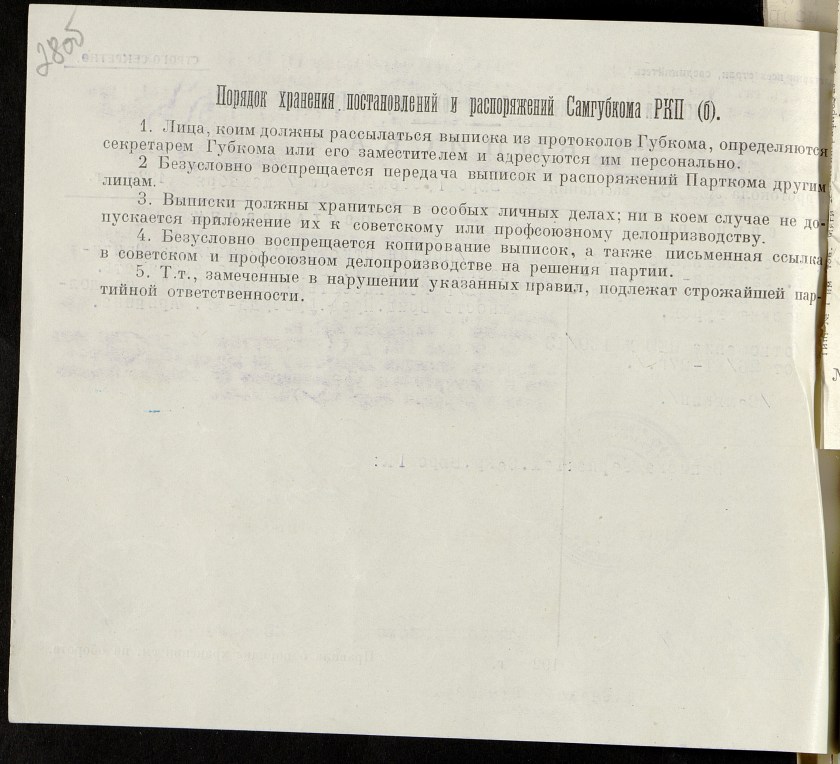 280б
Порядок хранения постановлений и распоряжений Самгубкома РКП (б).
1. Лица, коим должны рассылаться выписка из протоколов Губкома, определяются
секретарем Губкома или его заместителем и адресуются им персонально.
2 Безусловно воспрещается передача выписок и распоряжений Парткома другим
лицам.
3. Выписки должны храниться в особых личных делах; ни в коем случае не до-
пускается приложение их к советскому или профсоюзному делопризводству.
4. Безусловно воспрещается копирование выписок, а также письменная ссылка
в советском и профсоюзном делопроизводстве на решения партии.
5. Т.т., замеченные в нарушении указанных правил, подлежат строжайшей пар-
тийной ответственности.
СТРОГО СЕКРЕТНО